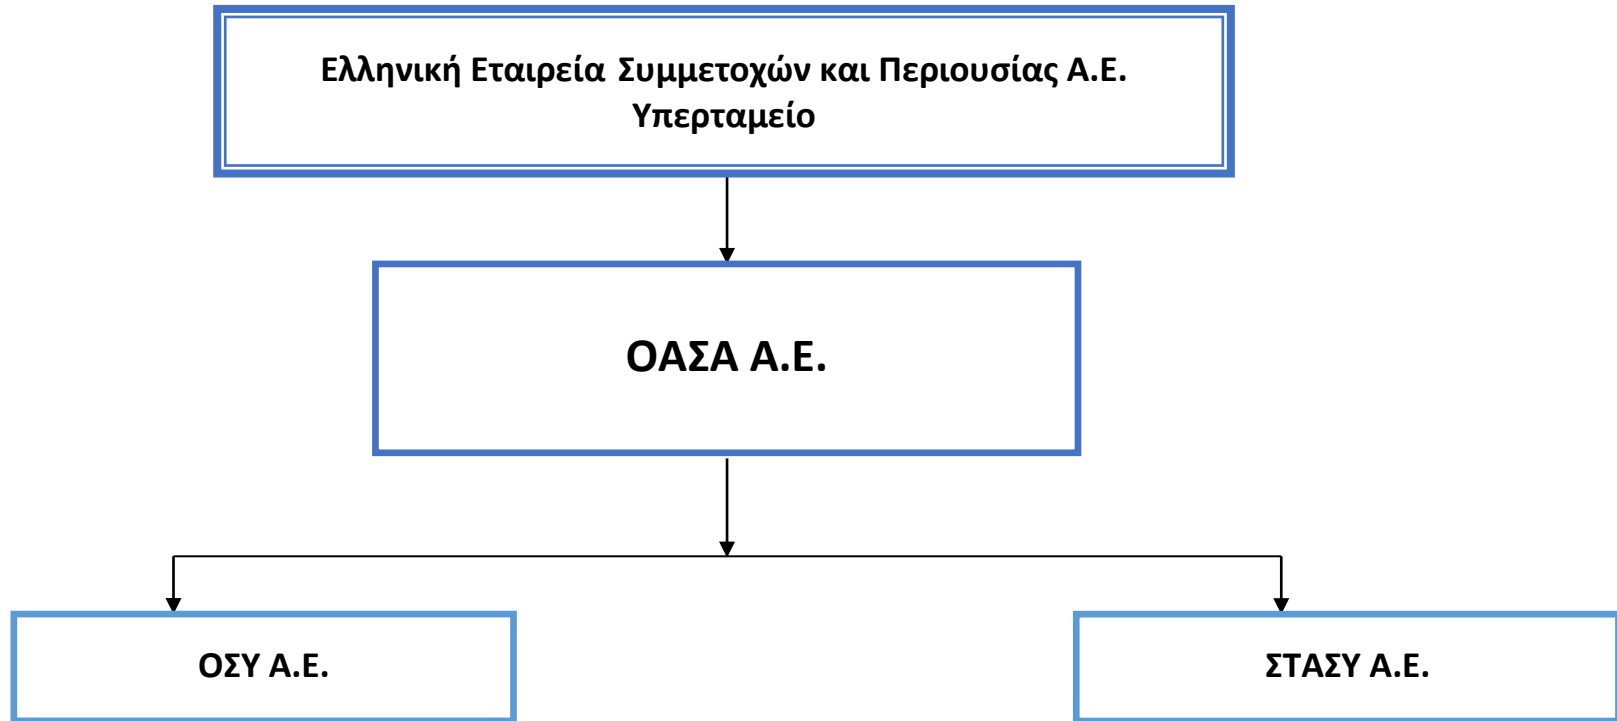 Ελληνική Εταιρεία Συμμετοχών και Περιουσίας Α.Ε.
Υπερταμείο
ΟΑΣΑ Α.Ε.
ΟΣΥ Α.Ε.
ΣΤΑΣΥ Α.Ε.